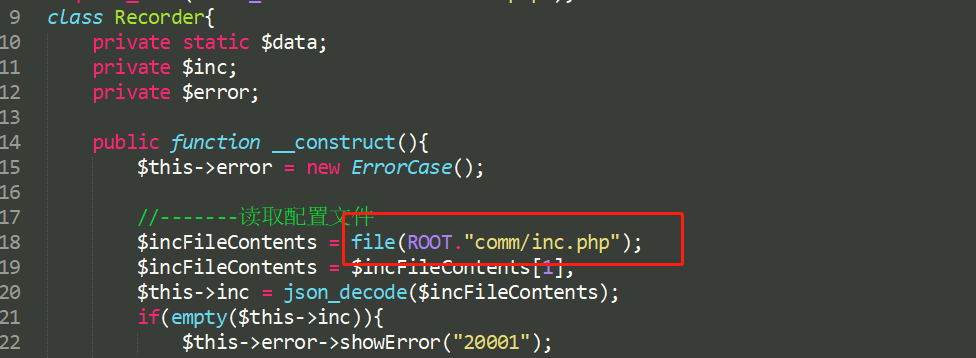 9 class Recorder{
10 private static $data;
11 private $inc;
12 private $error;
13
14 public function __construct(){
15 $this->error = new ErrorCase();
16
17 //-------读取配置文件
18 $incFileContents = file(ROOT."comm/inc.php");
19 $incFileContents = $incFileContents[1];
20 $this->inc = json_decode($incFileContents);
21 if(empty($this->inc)){
22 $this->error->showError("20001");